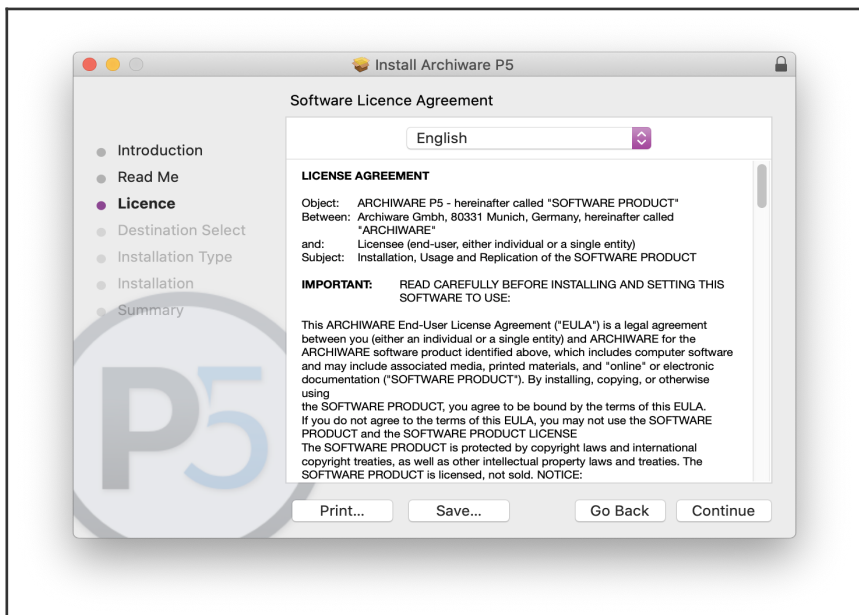 Install Archiware P5
Software Licence Agreement
Introduction
Read Me
Licence
Destination Select
Installation Type
Installation
Summary
P5
English
LICENSE AGREEMENT
Object: ARCHIWARE P5 - hereinafter called "SOFTWARE PRODUCT"
Between: Archiware Gmbh, 80331 Munich, Germany, hereinafter called
"ARCHIWARE"
and: Licensee (end-user, either individual or a single entity)
Subject: Installation, Usage and Replication of the SOFTWARE PRODUCT
IMPORTANT: READ CAREFULLY BEFORE INSTALLING AND SETTING THIS
SOFTWARE TO USE:
This ARCHIWARE End-User License Agreement ("EULA") is a legal agreement
between you (either an individual or a single entity) and ARCHIWARE for the
ARCHIWARE software product identified above, which includes computer software
and may include associated media, printed materials, and "online" or electronic
documentation ("SOFTWARE PRODUCT"). By installing, copying, or otherwise
using
the SOFTWARE PRODUCT, you agree to be bound by the terms of this EULA.
If you do not agree to the terms of this EULA, you may not use the SOFTWARE
PRODUCT and the SOFTWARE PRODUCT LICENSE
The SOFTWARE PRODUCT is protected by copyright laws and international
copyright treaties, as well as other intellectual property laws and treaties. The
SOFTWARE PRODUCT is licensed, not sold. NOTICE:
Print...
Save...
Go Back
Continue